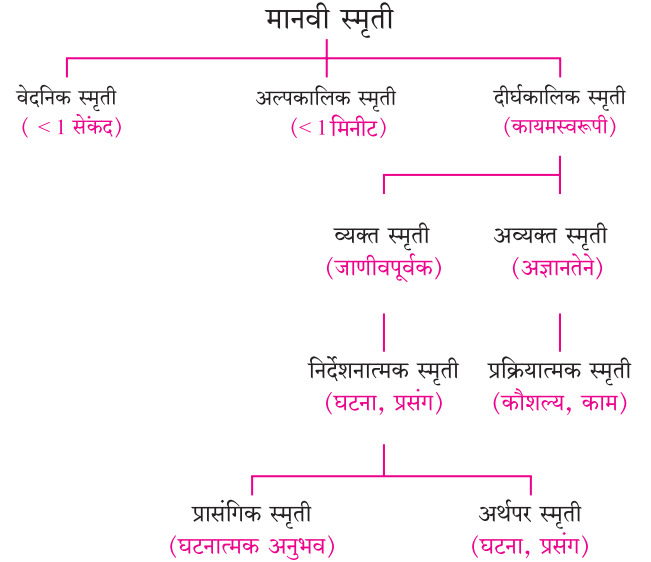 मानवी स्मृती
वेदनिक स्मृती
( < 1 सेंकद)
अल्पकालिक स्मृती
(< 1 मिनीट)
दीर्घकालिक स्मृती
(कायमस्वरूपी)
व्यक्त स्मृती
(जाणीवपूर्वक)
अव्यक्त स्मृती
(अज्ञानतेने)
निर्देशनात्मक स्मृती
(घटना, प्रसंग)
प्रक्रियात्मक स्मृती
(कौशल्य, काम)
प्रासंगिक स्मृती
(घटनात्मक अनुभव)
अर्थपर स्मृती
(घटना, प्रसंग)